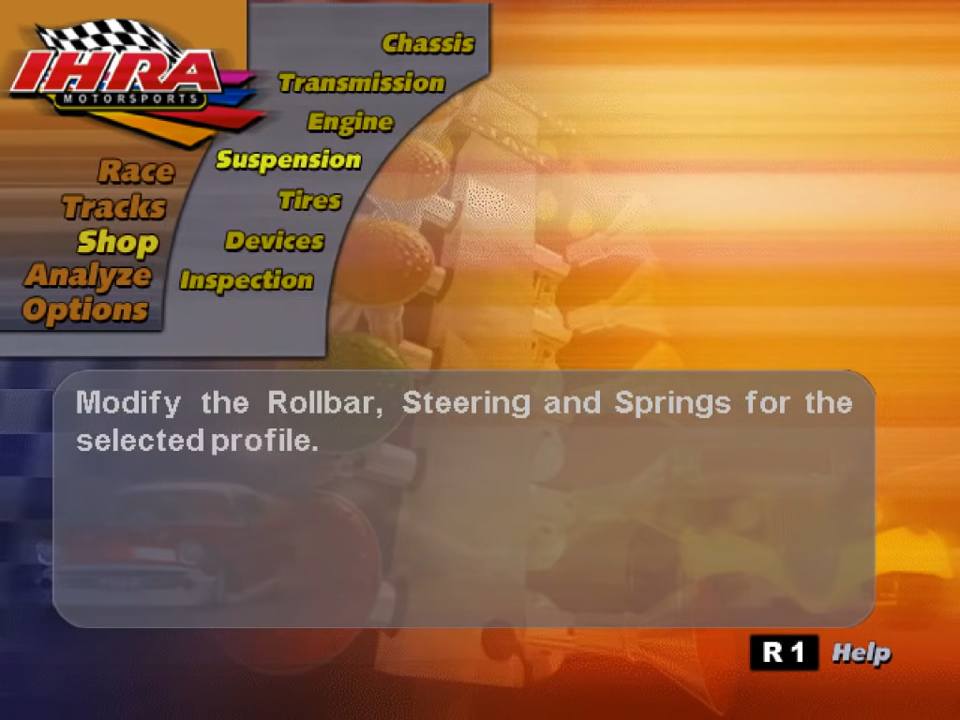 IHRA
MOTORSPORTS
Race
Tracks
Shop
Analyze
Options
Chassis
Transmission
Engine
Suspension
Tires
Devices
Inspection
Modify the Rollbar, Steering and Springs for the
selected profile.
R1 Help